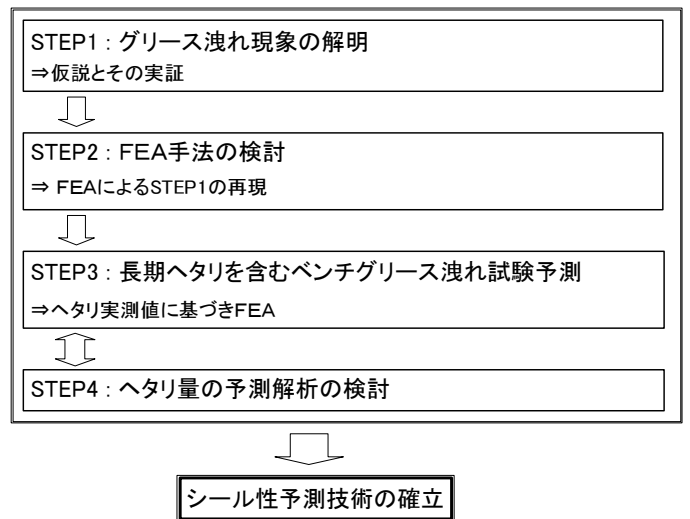 STEP1：グリース洩れ現象の解明
⇒仮説とその実証
STEP2：FEA手法の検討
⇒ FEAによるSTEP1の再現
STEP3：長期ヘタリを含むベンチグリース洩れ試験予測
⇒ヘタリ実測値に基づきFEA
STEP4：ヘタリ量の予測解析の検討
シール性予測技術の確立